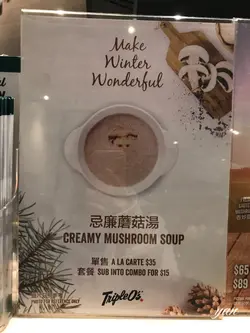 Make
Winter
Wonderful
忌廉蘑菇湯
CREAMY MUSHROOM SOUP
單售 A LA CARTE $35
套餐 SUB INTO COMBO FOR $15
TripleO's
$65
$89